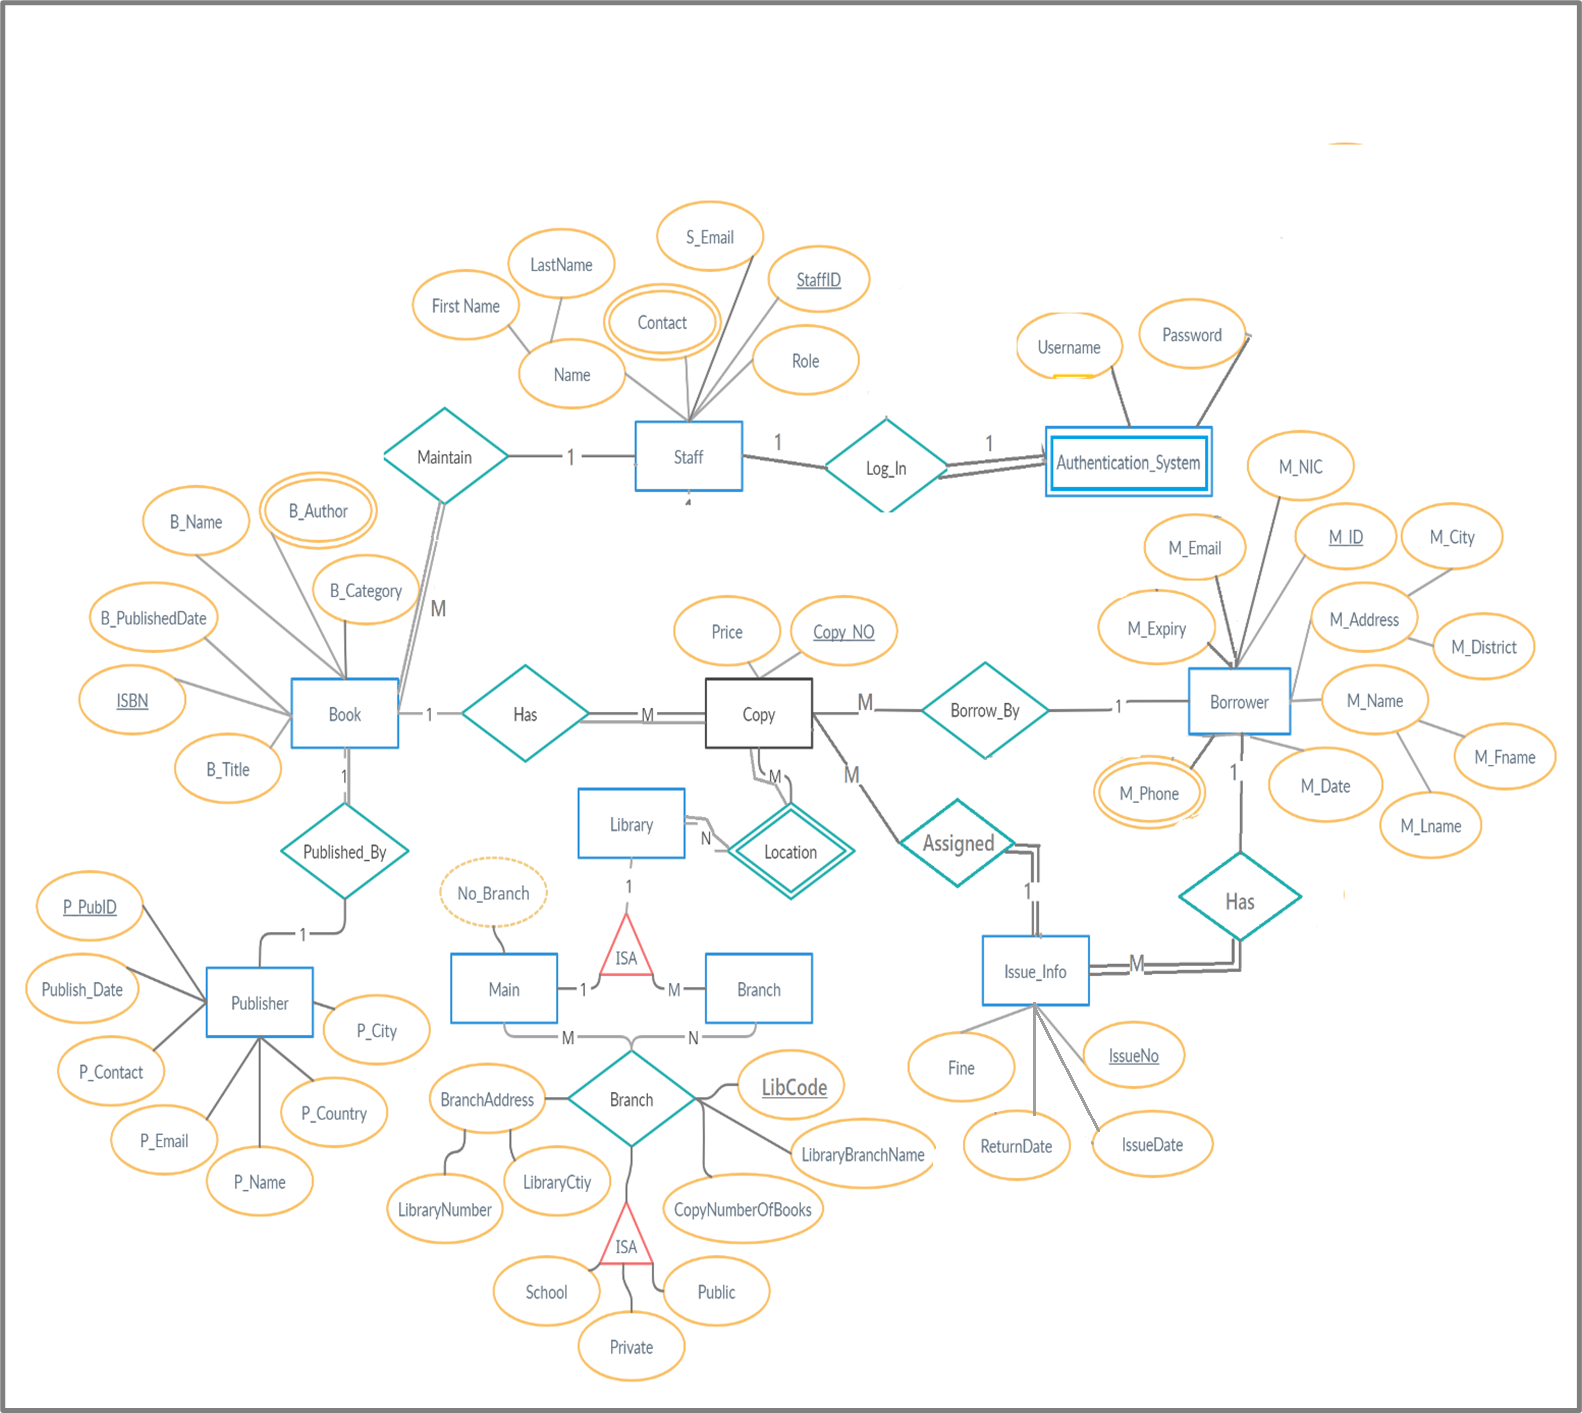 S_Email
LastName
StaffID
First Name
Contact
Username
Password
Name
Role
Maintain
1
Staff
1
Log_In
1
Authentication_System
M_NIC
B_Name
B_Author
M_Email
M_ID
M_City
B_Category
B_PublishedDate
M
M_Expiry
M_Address
Price
Copy_NO
M_District
ISBN
Book
1
Has
M
Copy
M
Borrow_By
1
Borrower
M_Name
B_Title
1
M
M
1
M_Fname
M_Phone
M_Date
Library
N
Location
Assigned
M_Lname
Published_By
1
1
No_Branch
Has
P_PubID
1
ISA
Issue_Info
M
Publish_Date
Publisher
Main
1
M
Branch
P_City
M
N
P_Contact
Fine
IssueNo
BranchAddress
Branch
LibCode
P_Country
P_Email
LibraryBranchName
ReturnDate
IssueDate
P_Name
LibraryCtiy
LibraryNumber
CopyNumberOfBooks
ISA
School
Public
Private